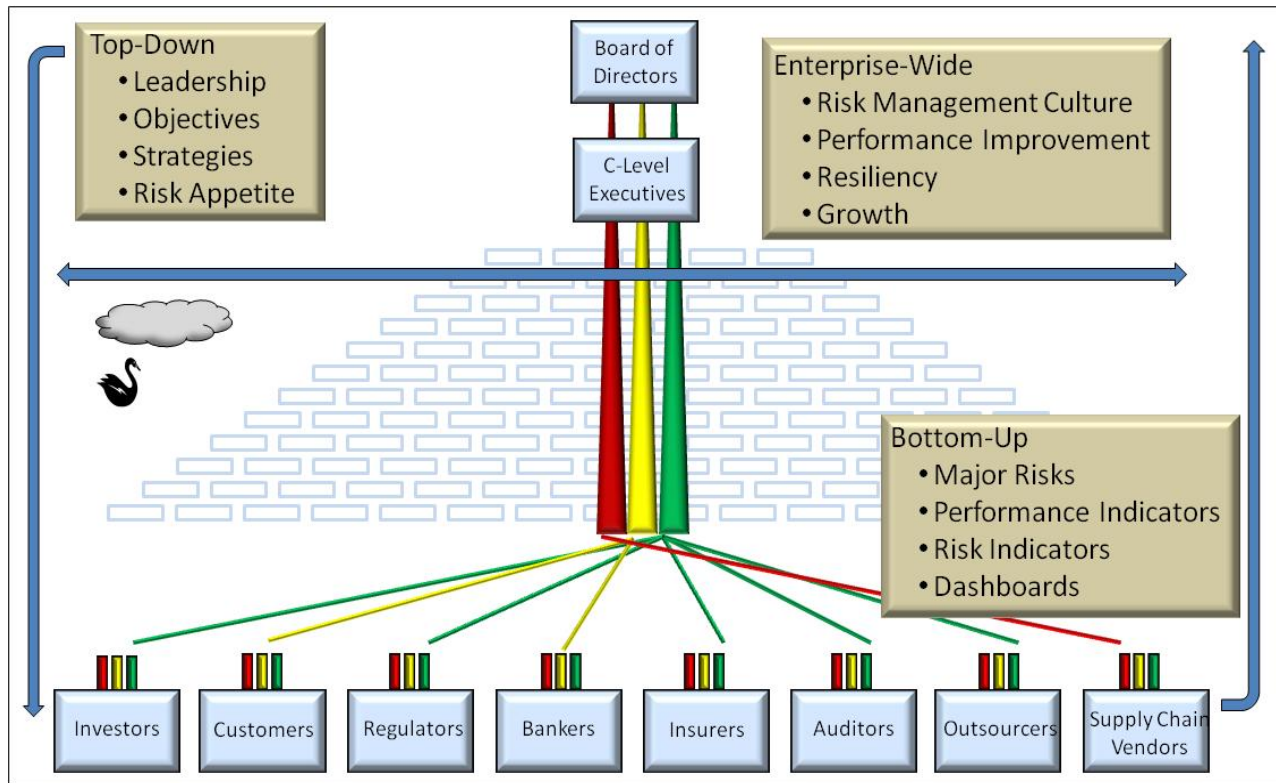 Top-Down
• Leadership
• Objectives
• Strategies
• Risk Appetite
Board of
Directors
C-Level
Executives
Enterprise-Wide
• Risk Management Culture
• Performance Improvement
• Resiliency
• Growth
Bottom-Up
• Major Risks
• Performance Indicators
• Risk Indicators
• Dashboards
Investors
Customers
Regulators
Bankers
Insurers
Auditors
Outsourcers
Supply Chain
Vendors